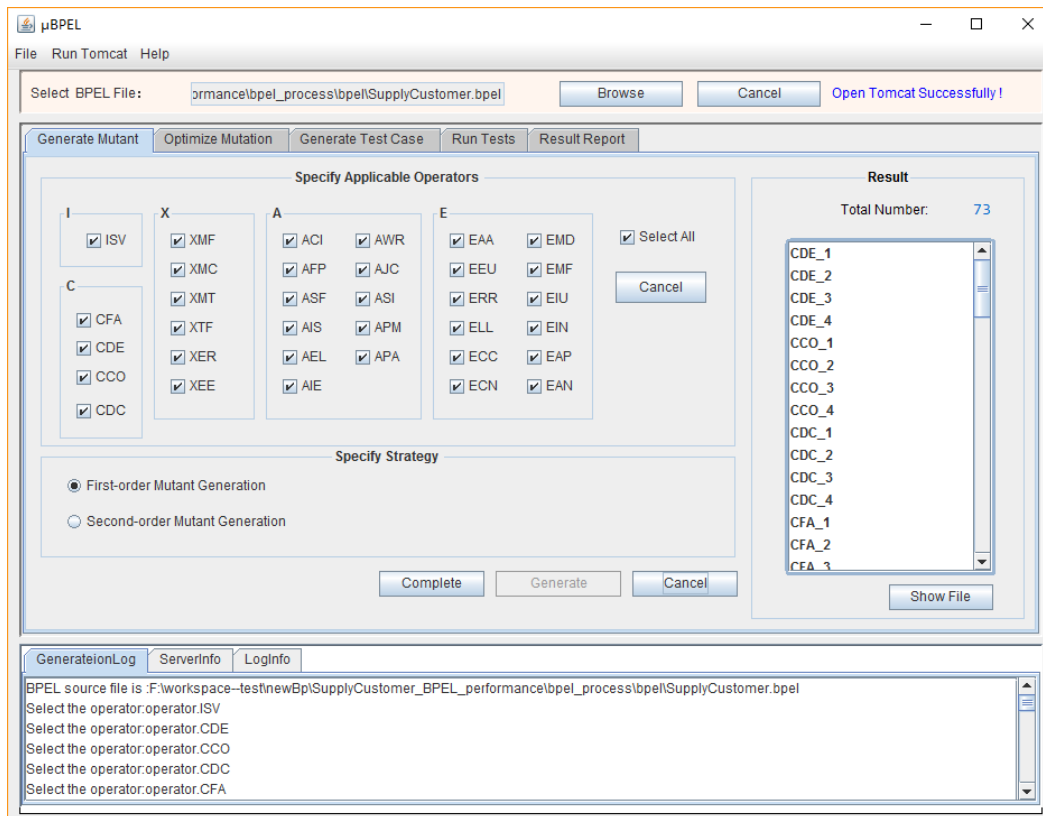 µBPEL
File Run Tomcat Help
Select BPEL File: ormance\bpel_process\bpel\SupplyCustomer.bpel Browse Cancel Open Tomcat Successfully !
Generate Mutant Optimize Mutation Generate Test Case Run Tests Result Report
Specify Applicable Operators
I
ISV
C
CFA
CDE
CCO
CDC
X
XMF
XMC
XMT
XTF
XER
XEE
A
ACI AWR
AFP AJC
ASF ASI
AIS APM
AEL APA
AIE
E
EAA EMD
EEU EMF
ERR EIU
ELL EIN
ECC EAP
ECN EAN
Select All
Cancel
Specify Strategy
First-order Mutant Generation
Second-order Mutant Generation
Complete Generate Cancel
Result
Total Number: 73
CDE_1
CDE_2
CDE_3
CDE_4
CCO_1
CCO_2
CCO_3
CCO_4
CDC_1
CDC_2
CDC_3
CDC_4
CFA_1
CFA_2
CFA_3
Show File
GenerateionLog ServerInfo LogInfo
BPEL source file is :F:\workspace--test\newBp\SupplyCustomer_BPEL_performance\bpel_process\bpel\SupplyCustomer.bpel
Select the operator:operator.ISV
Select the operator:operator.CDE
Select the operator:operator.CCO
Select the operator:operator.CDC
Select the operator:operator.CFA